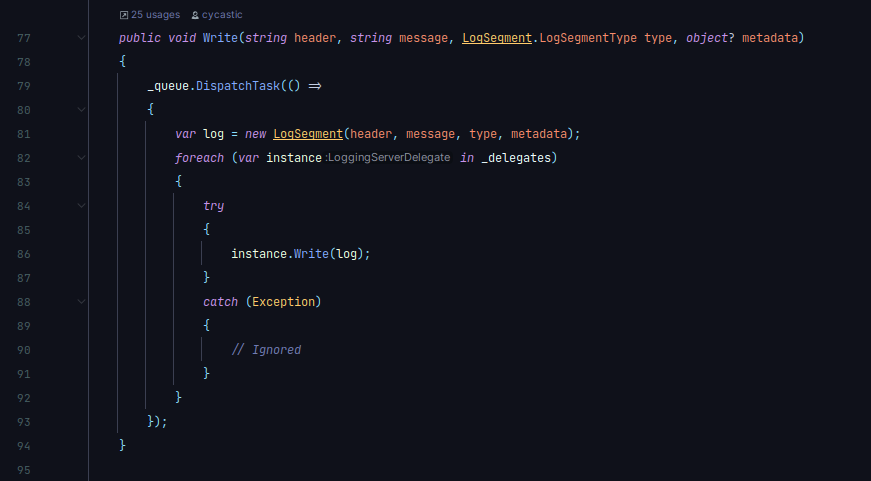 25 usages cycastic
77 public void Write(string header, string message, LogSegment.LogSegmentType type, object? metadata)
78 {
79 _queue.DispatchTask(() =>
80 {
81 var log = new LogSegment(header, message, type, metadata);
82 foreach (var instance :LoggingServerDelegate in _delegates)
83 {
84 try
85 {
86 instance.Write(log);
87 }
88 catch (Exception)
89 {
90 // Ignored
91 }
92 }
93 });
94 }
95